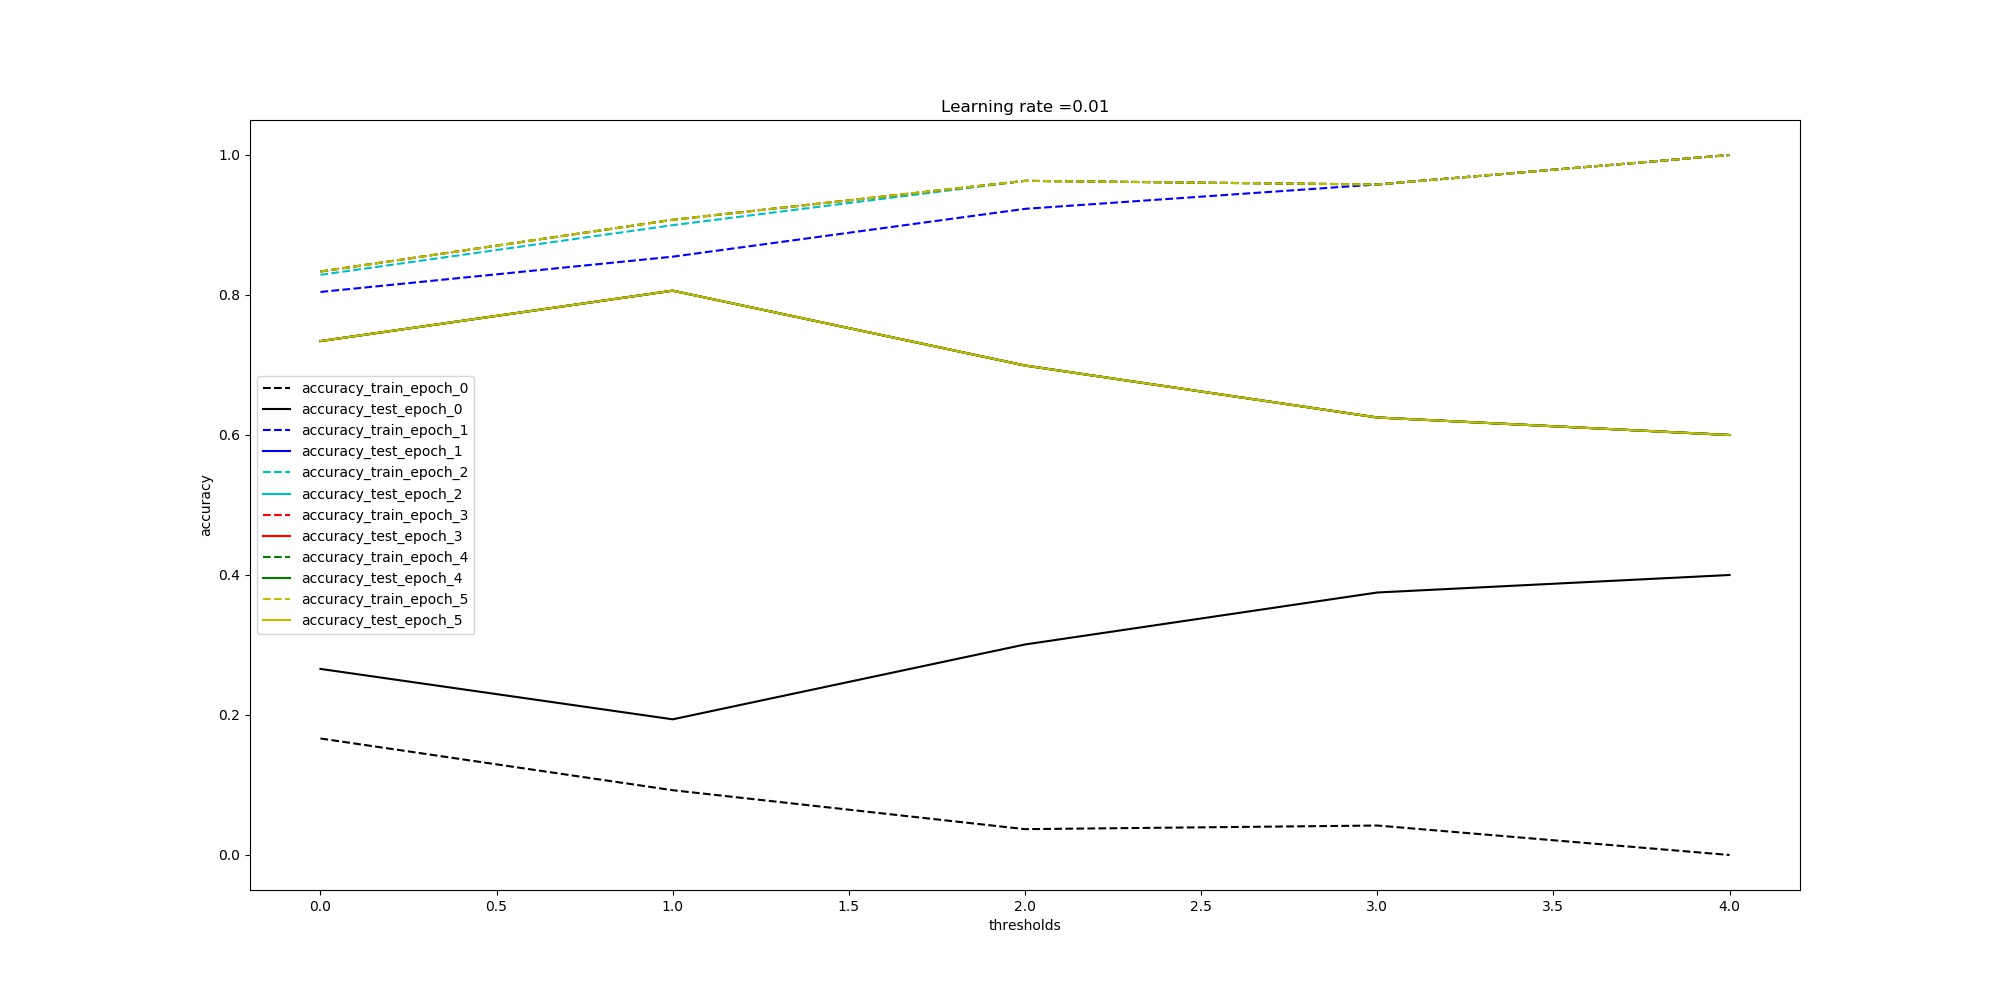 Learning rate =0.01
1.0
0.8
0.6
0.4
0.2
0.0
accuracy
accuracy_train_epoch_0
accuracy_test_epoch_0
accuracy_train_epoch_1
accuracy_test_epoch_1
accuracy_train_epoch_2
accuracy_test_epoch_2
accuracy_train_epoch_3
accuracy_test_epoch_3
accuracy_train_epoch_4
accuracy_test_epoch_4
accuracy_train_epoch_5
accuracy_test_epoch_5
0.0 0.5 1.0 1.5 2.0 2.5 3.0 3.5 4.0
thresholds